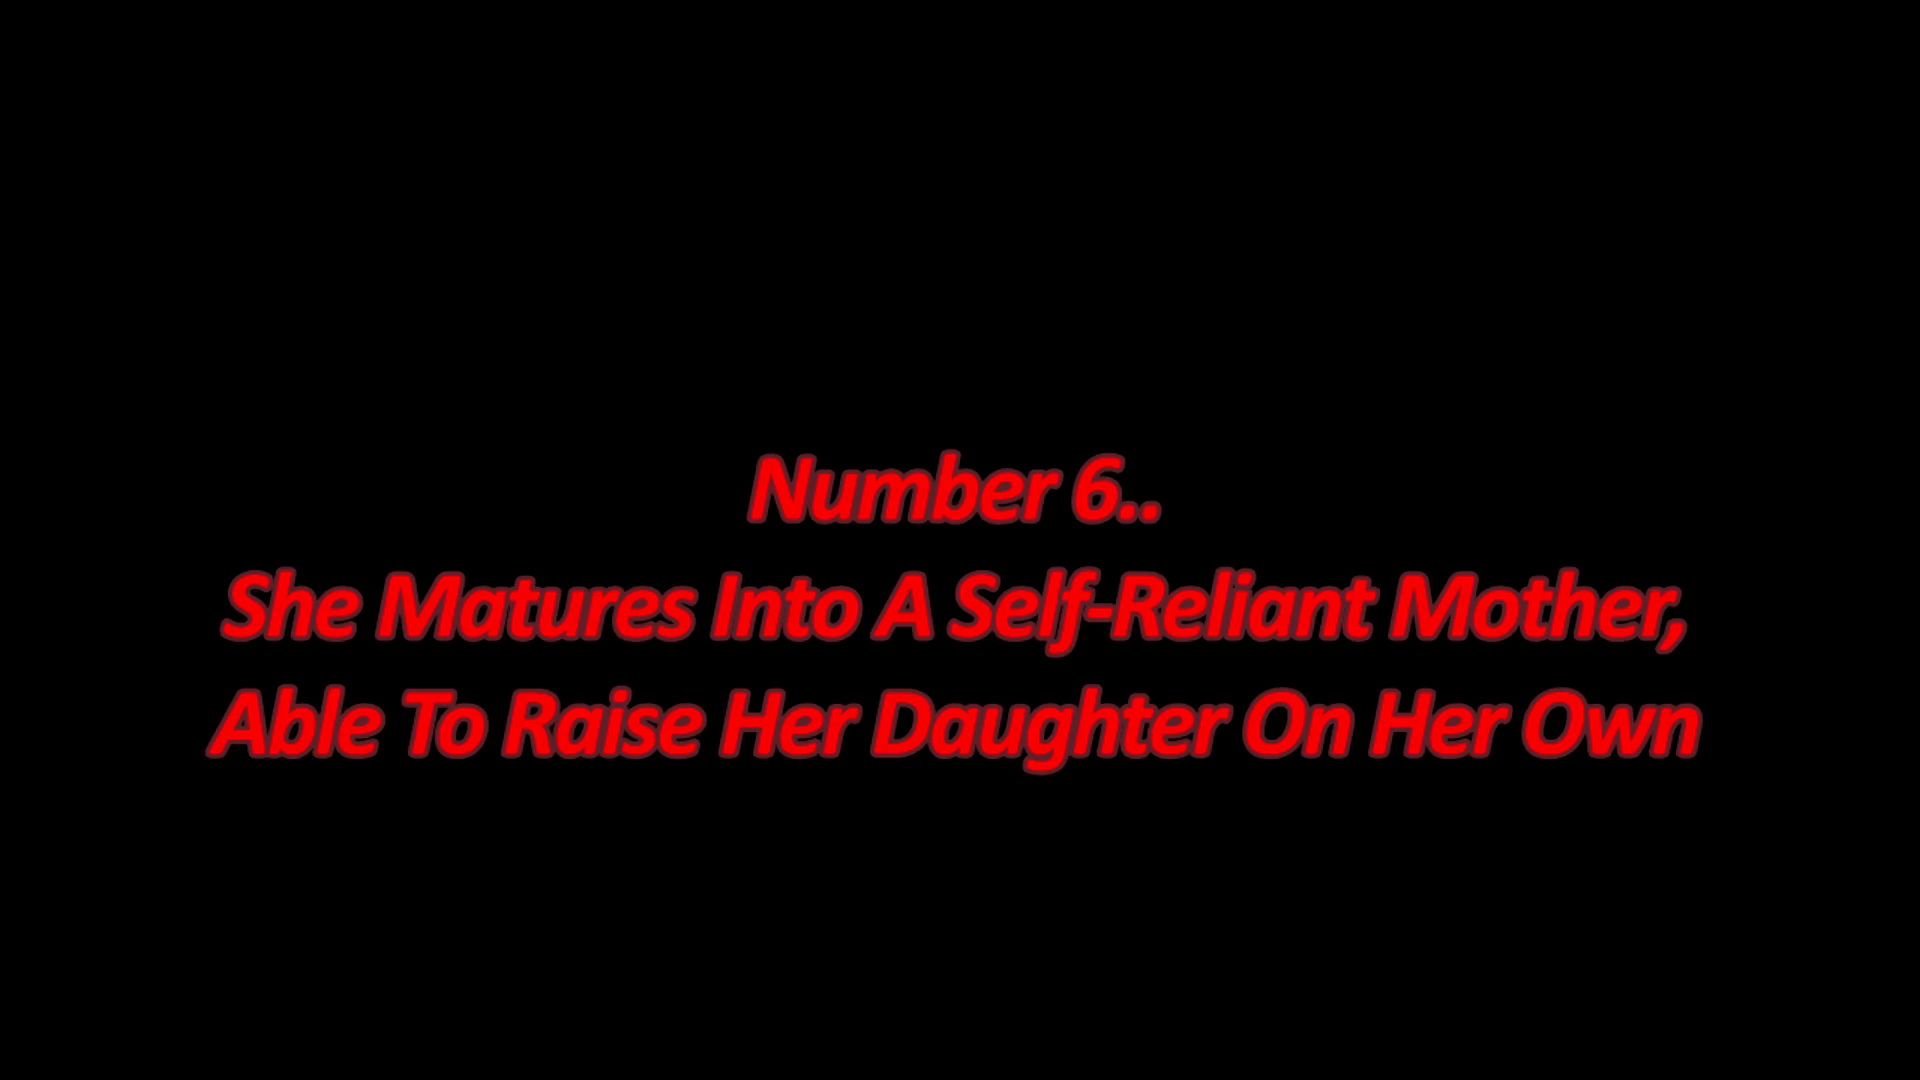 Number 6..
She Matures Into A Self-Reliant Mother,
Able To Raise Her Daughter On Her Own